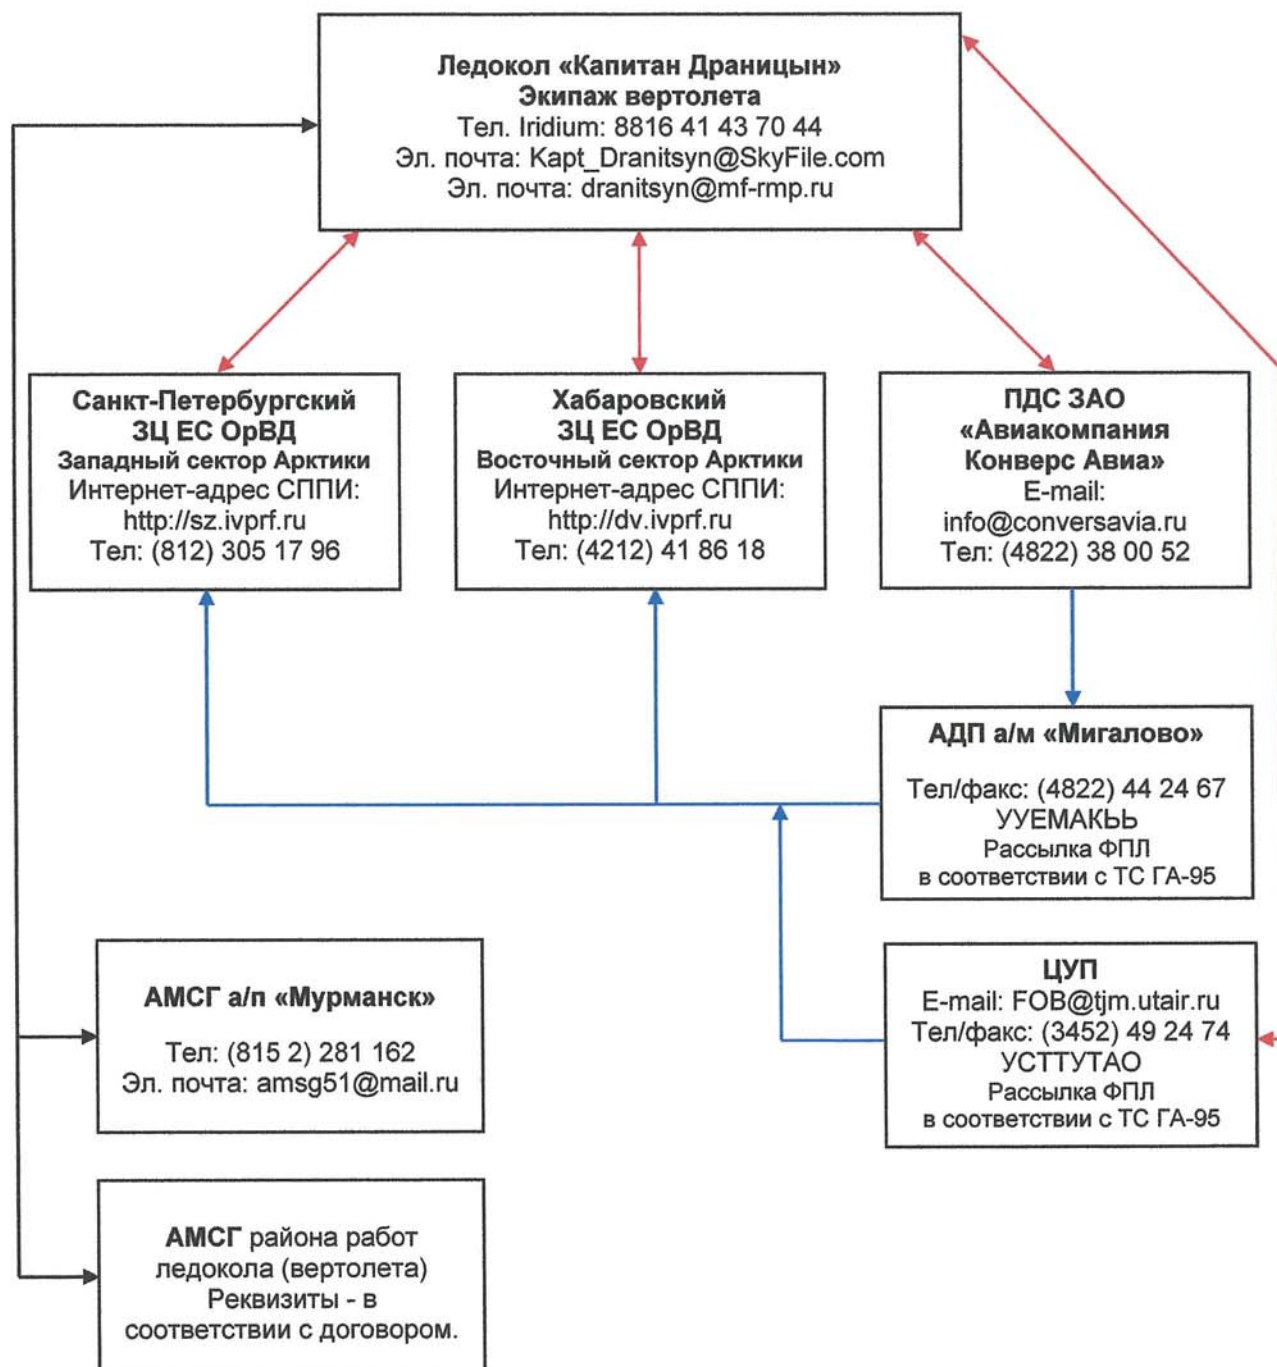 Ледокол «Капитан Драницын»
Экипаж вертолета
Тел. Iridium: 8816 41 43 70 44
Эл. почта: Kapt_Dranitsyn@SkyFile.com
Эл. почта: dranitsyn@mf-rmp.ru
Санкт-Петербургский
ЗЦ ЕС ОрВД
Западный сектор Арктики
Интернет-адрес СППИ:
http://sz.ivprf.ru
Тел: (812) 305 17 96
Хабаровский
ЗЦ ЕС ОрВД
Восточный сектор Арктики
Интернет-адрес СППИ:
http://dv.ivprf.ru
Тел: (4212) 41 86 18
ПДС ЗАО
«Авиакомпания
Конверс Авиа»
E-mail:
info@conversavia.ru
Тел: (4822) 38 00 52
АДП а/м «Мигалово»
Тел/факс: (4822) 44 24 67
УУЕМАКЬЬ
Рассылка ФПЛ
в соответствии с ТС ГА-95
ЦУП
E-mail: FOB@tjm.utair.ru
Тел/факс: (3452) 49 24 74
УСТТУТАО
Рассылка ФПЛ
в соответствии с ТС ГА-95
АМСГ а/п «Мурманск»
Тел: (815 2) 281 162
Эл. почта: amsg51@mail.ru
АМСГ района работ
ледокола (вертолета)
Реквизиты - в
соответствии с договором.